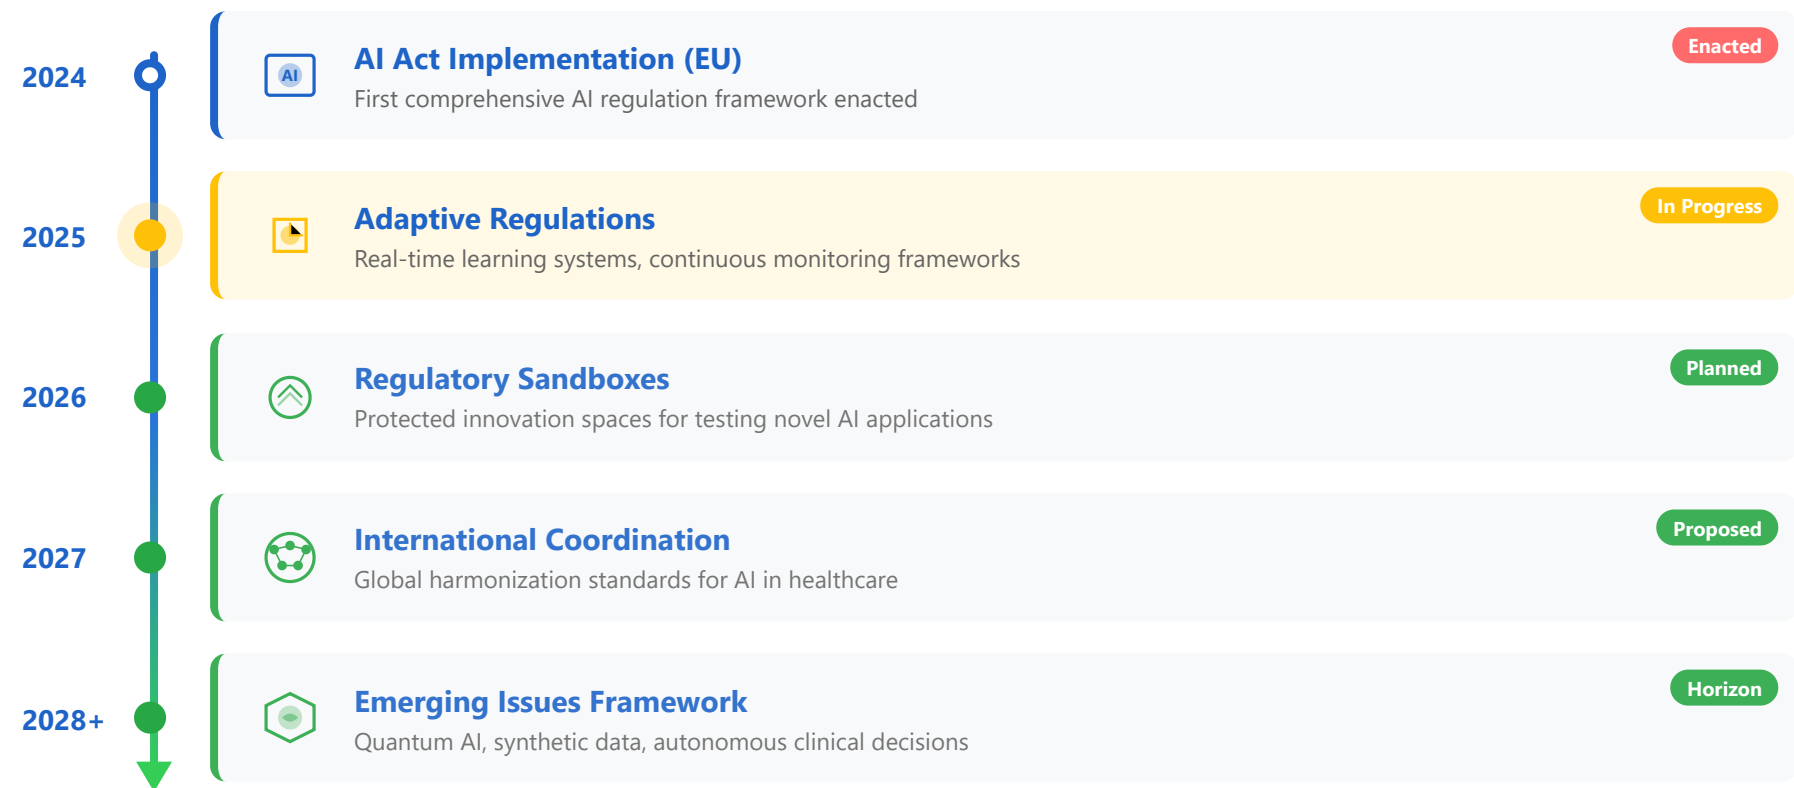 2024
AI
AI Act Implementation (EU)
First comprehensive AI regulation framework enacted
Enacted
2025
Adaptive Regulations
Real-time learning systems, continuous monitoring frameworks
In Progress
2026
Regulatory Sandboxes
Protected innovation spaces for testing novel AI applications
Planned
2027
International Coordination
Global harmonization standards for AI in healthcare
Proposed
2028+
Emerging Issues Framework
Quantum AI, synthetic data, autonomous clinical decisions
Horizon